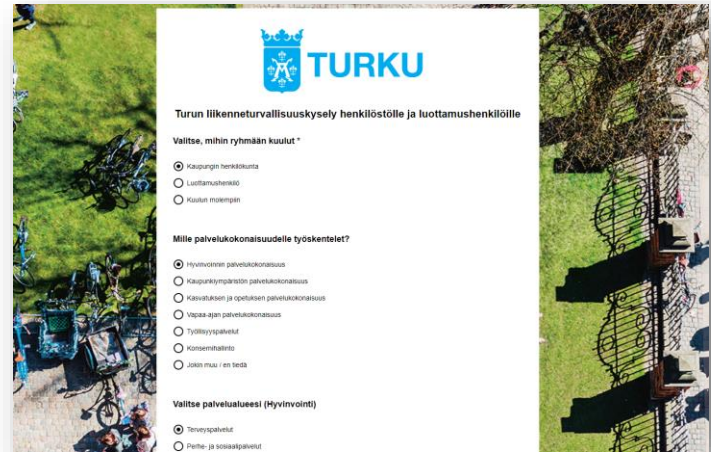 TURKU
Turun liikenneturvallisuuskysely henkilöstölle ja luottamushenkilöille
Valitse, mihin ryhmään kuulut *
Kaupungin henkilökunta
Luottamushenkilö
Kuulun molempiin
Mille palvelukokonaisuudelle työskentelet?
Hyvinvoinnin palvelukokonaisuus
Kaupunkiympäristön palvelukokonaisuus
Kasvatuksen ja opetuksen palvelukokonaisuus
Vapaa-ajan palvelukokonaisuus
Työllisyyspalvelut
Konsernihallinto
Jokin muu / en tiedä
Valitse palvelualueesi (Hyvinvointi)
Terveyspalvelut
Perhe- ja sosiaalipalvelut